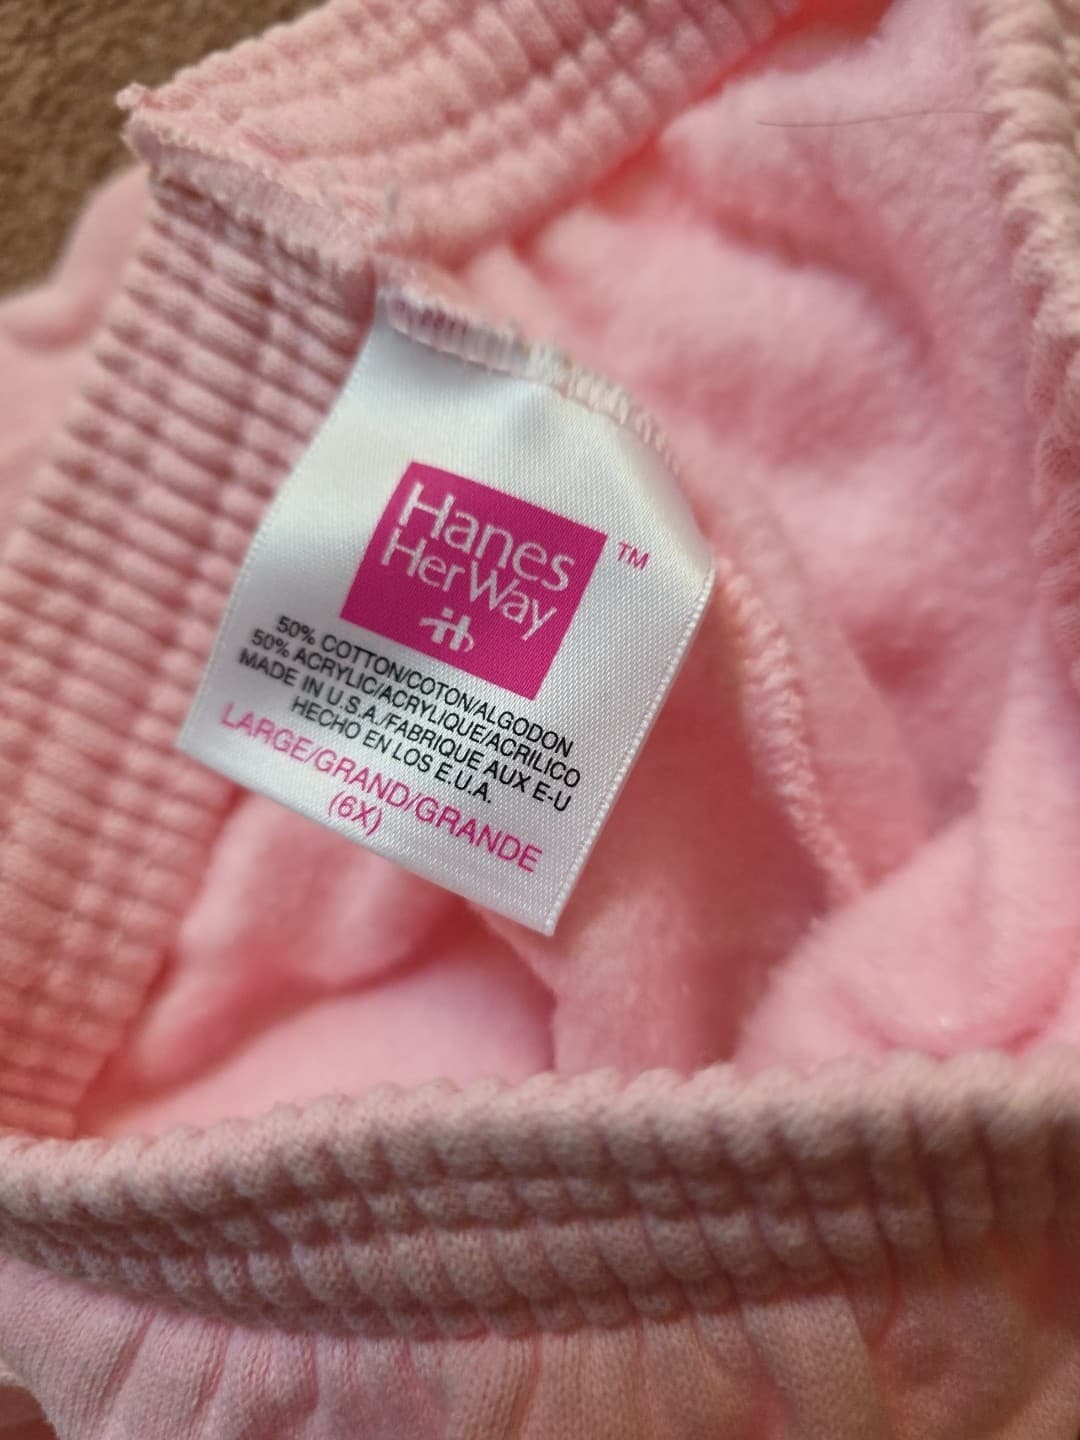 Hanes
HerWay
TM
50% COTTON/COTON/ALGODON
50% ACRYLIC/ACRYLIQUE/ACRILICO
MADE IN U.S.A./FABRIQUE AUX E-U
HECHO EN LOS E.U.A.
LARGE/GRAND/GRANDE
(6X)